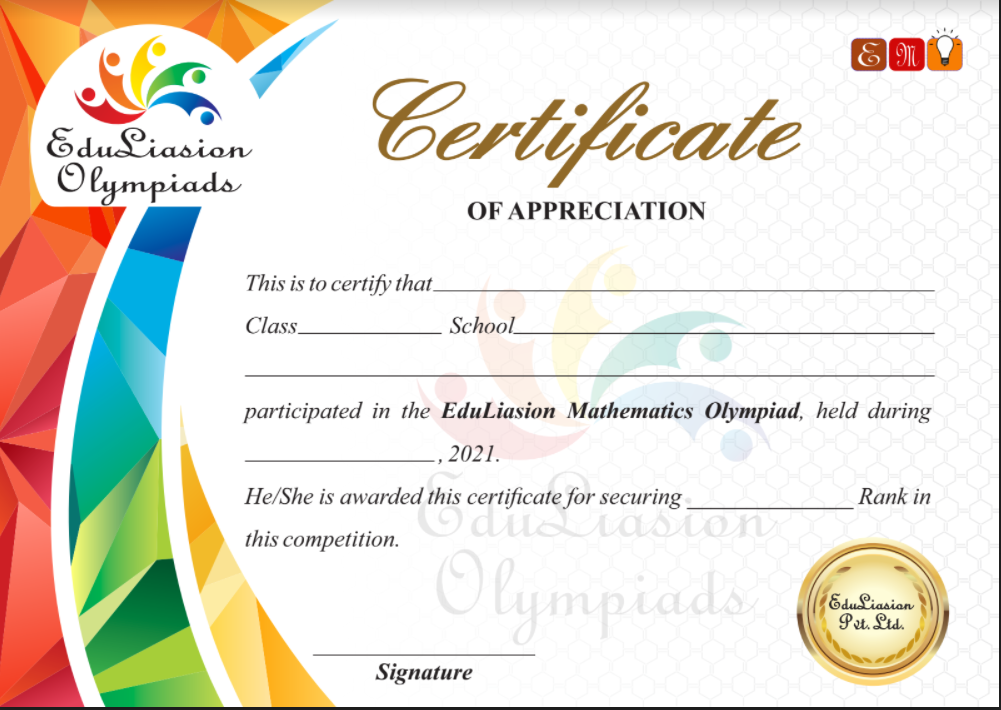 EduLiasion
Olympiads
E M
Certificate
OF APPRECIATION
This is to certify that
Class School
participated in the EduLiasion Mathematics Olympiad, held during
, 2021.
He/She is awarded this certificate for securing Rank in
this competition.
EduLiasion
Olympiads
EduLiasion
Pvt. Ltd.
Signature